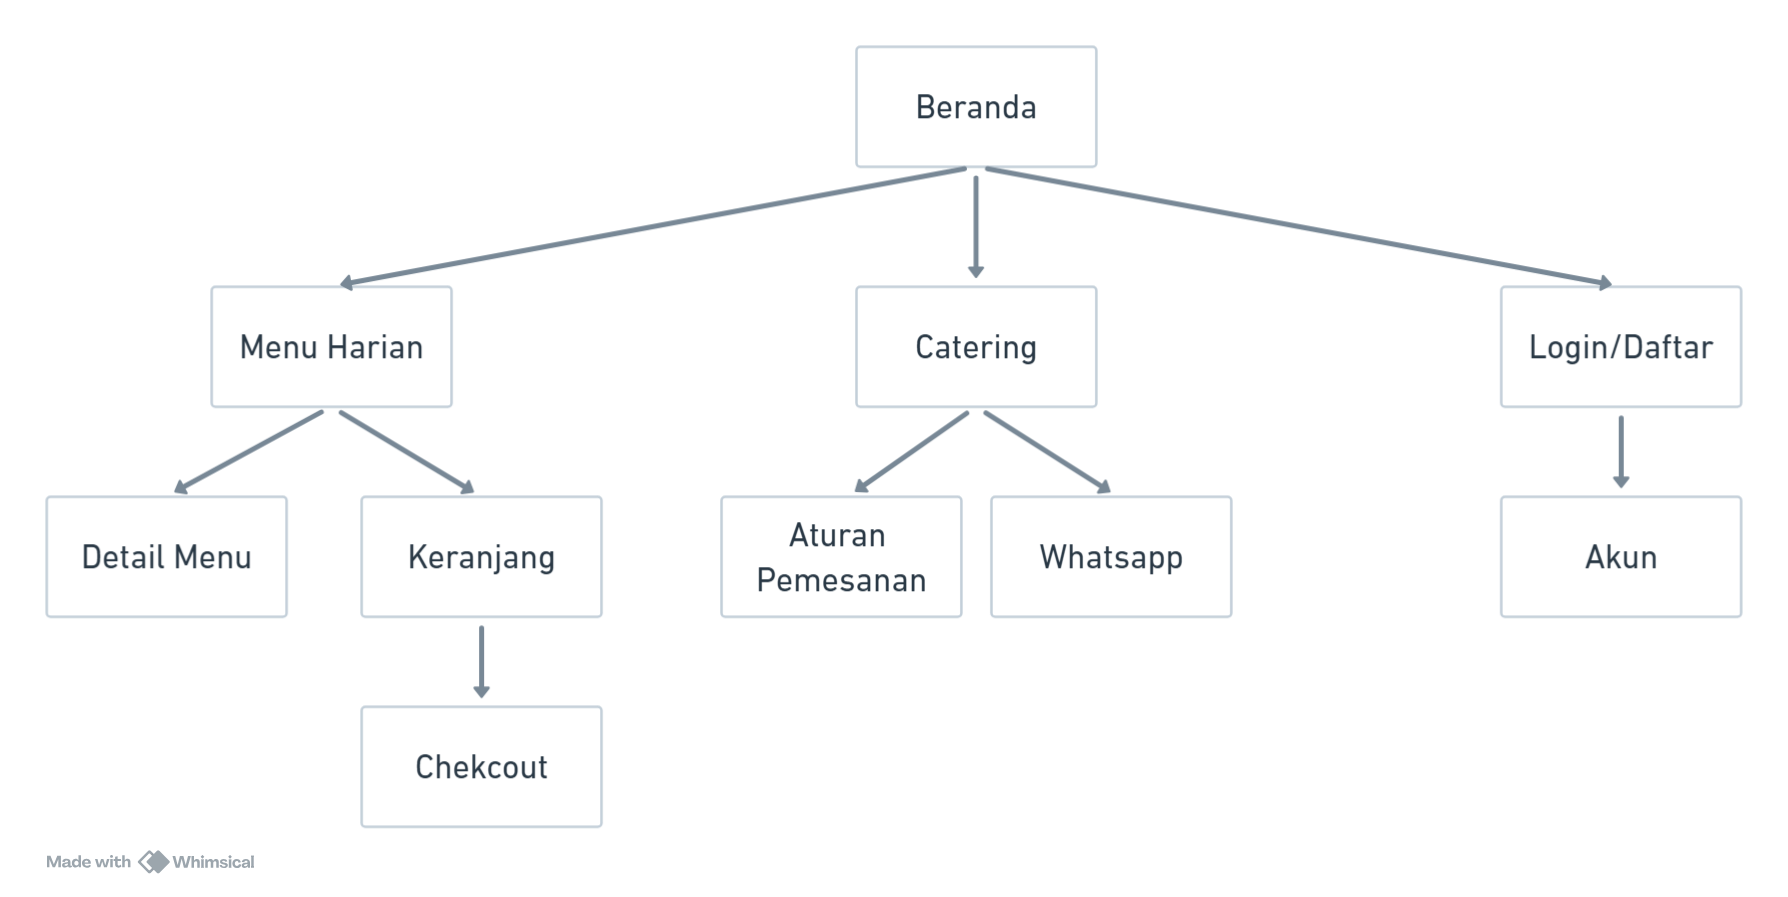 Beranda
Menu Harian
Catering
Login/Daftar
Detail Menu
Keranjang
Aturan
Pemesanan
Whatsapp
Akun
Chekcout
Made with Whimsical